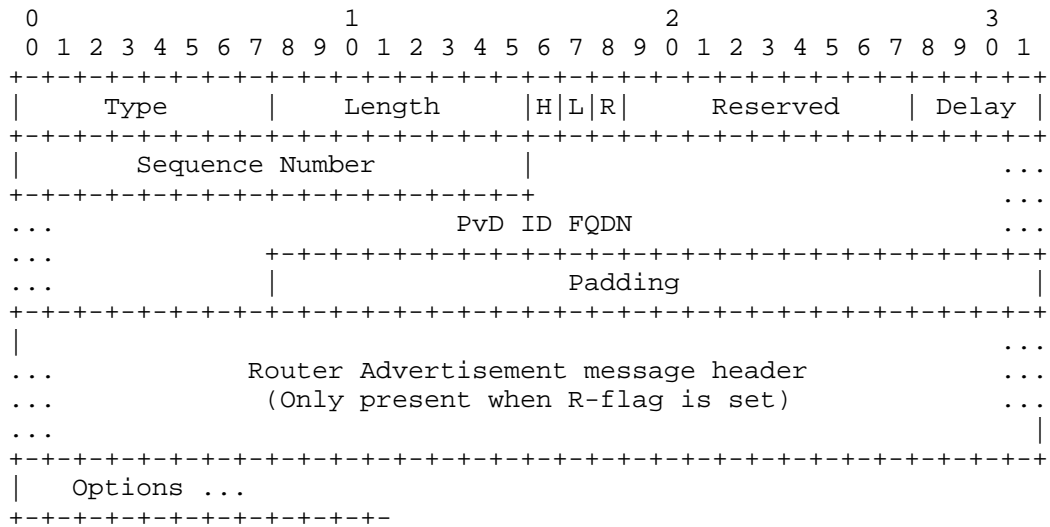 0                   1                   2                   3
 0 1 2 3 4 5 6 7 8 9 0 1 2 3 4 5 6 7 8 9 0 1 2 3 4 5 6 7 8 9 0 1
+-+-+-+-+-+-+-+-+-+-+-+-+-+-+-+-+-+-+-+-+-+-+-+-+-+-+-+-+-+-+-+-+
|     Type      |    Length     |H|L|R|     Reserved    | Delay |
+-+-+-+-+-+-+-+-+-+-+-+-+-+-+-+-+-+-+-+-+-+-+-+-+-+-+-+-+-+-+-+-+
|       Sequence Number         |                             ...
+-+-+-+-+-+-+-+-+-+-+-+-+-+-+-+-+                             ...
...                         PvD ID FQDN                       ...
...             +-+-+-+-+-+-+-+-+-+-+-+-+-+-+-+-+-+-+-+-+-+-+-+-+
...             |                  Padding                      |
+-+-+-+-+-+-+-+-+-+-+-+-+-+-+-+-+-+-+-+-+-+-+-+-+-+-+-+-+-+-+-+-+
|                                                             ...
...            Router Advertisement message header            ...
...             (Only present when R-flag is set)             ...
...                                                             |
+-+-+-+-+-+-+-+-+-+-+-+-+-+-+-+-+-+-+-+-+-+-+-+-+-+-+-+-+-+-+-+-+
|   Options ...
+-+-+-+-+-+-+-+-+-+-+-+-